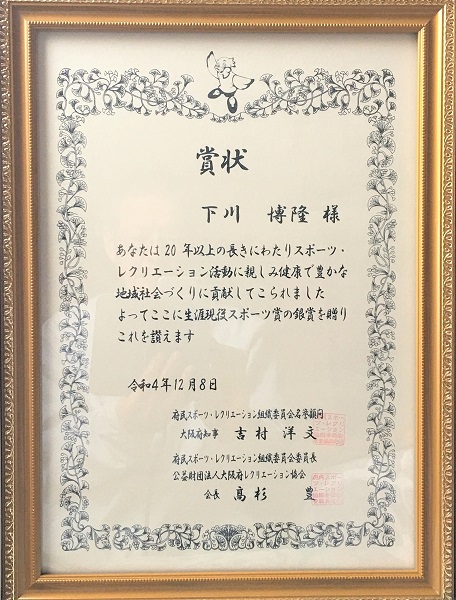 賞状
下川 博隆 様
あなたは20年以上の長きにわたりスポーツ・
レクリエーション活動に親しみ健康で豊かな
地域社会づくりに貢献してこられました
よってここに生涯現役スポーツ賞の銀賞を贈り
これを讃えます
令和4年12月8日
府民スポーツ・レクリエーション組織委員会名誉顧問
大阪府知事 吉村 洋文
府民スポーツ・レクリエーション組織委員会委員長
公益財団法人大阪府レクリエーション協会
会長 髙杉 豊